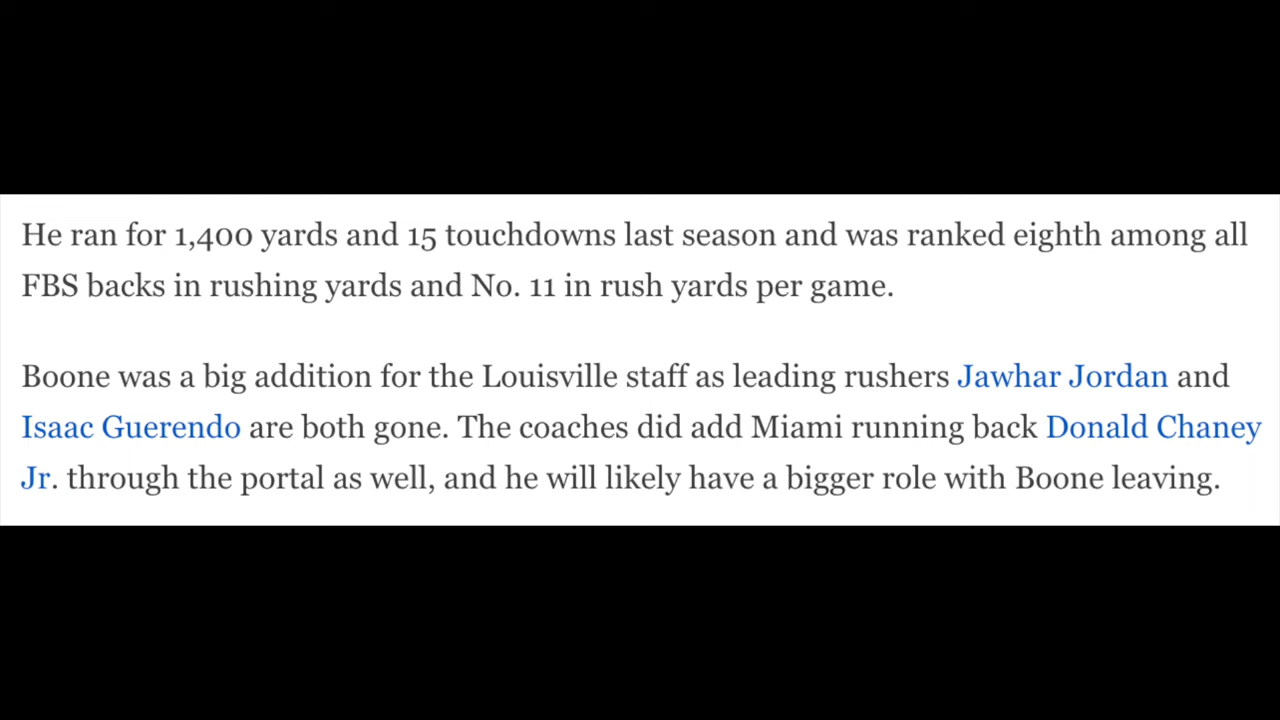 He ran for 1,400 yards and 15 touchdowns last season and was ranked eighth among all
FBS backs in rushing yards and No. 11 in rush yards per game.
Boone was a big addition for the Louisville staff as leading rushers Jawhar Jordan and
Isaac Guerendo are both gone. The coaches did add Miami running back Donald Chaney
Jr. through the portal as well, and he will likely have a bigger role with Boone leaving.